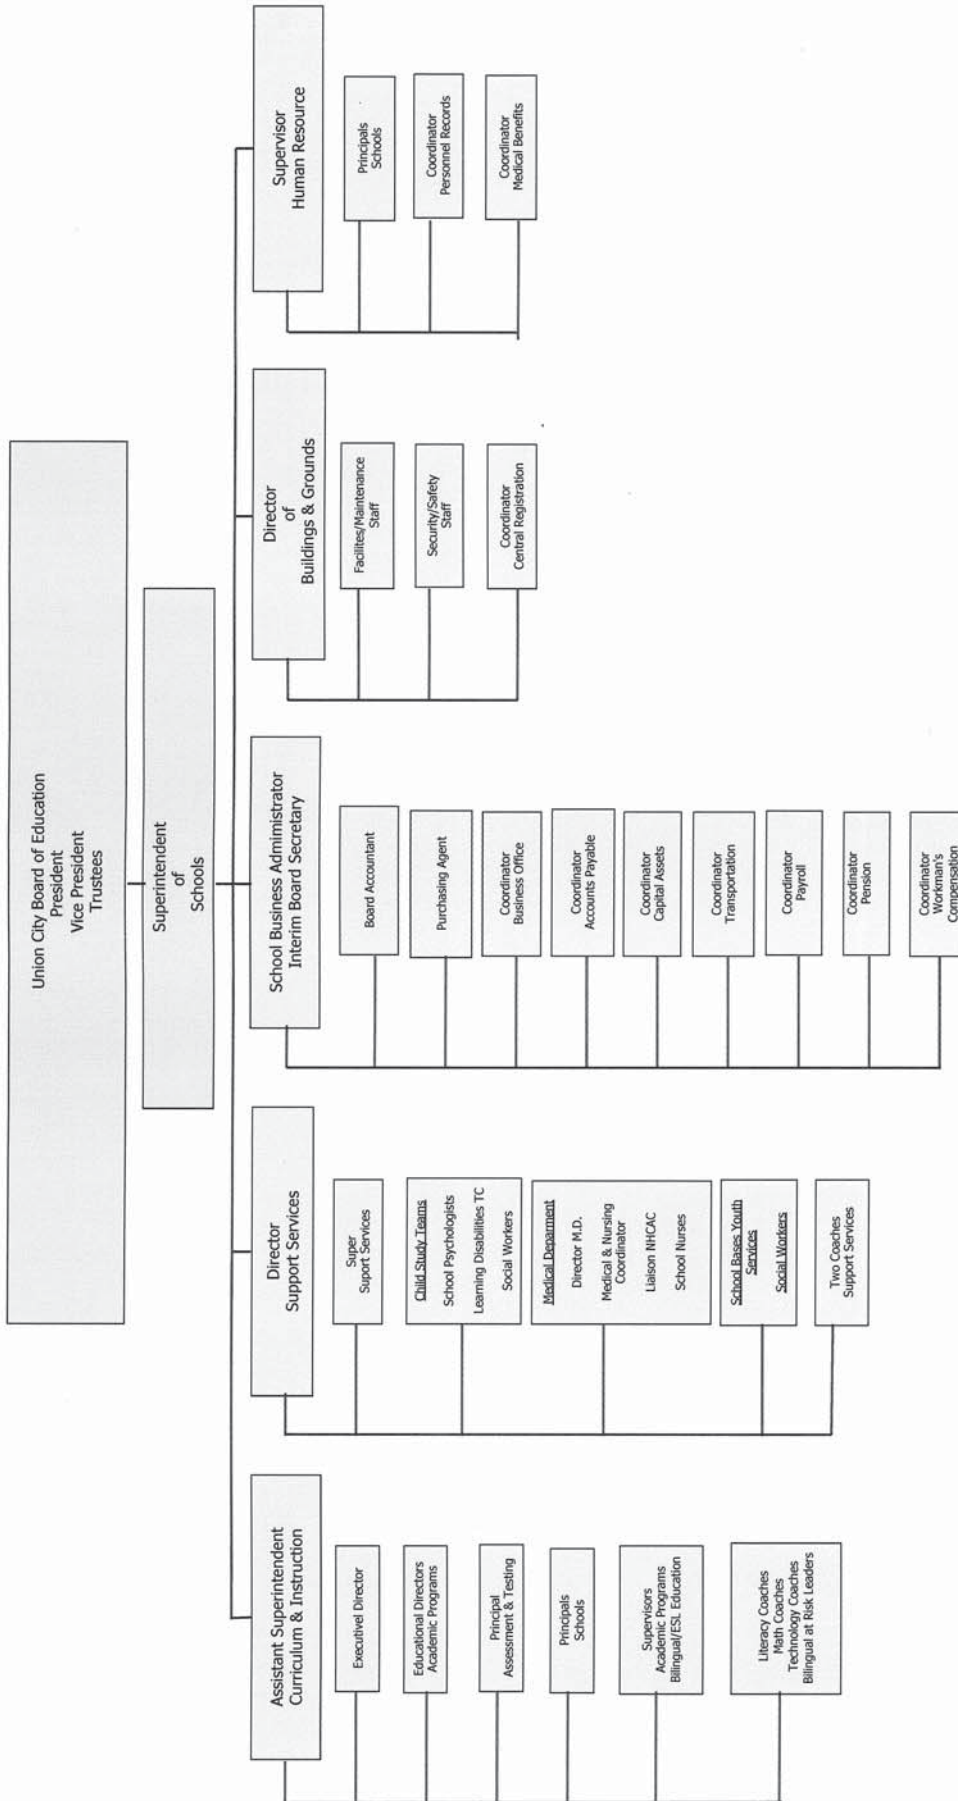 Union City Board of Education
President
Vice President
Trustees
Superintendent
of
Schools
Assistant Superintendent
Curriculum & Instruction
Executivel Director
Educational Directors
Academic Programs
Principal
Assessment & Testing
Principals
Schools
Supervisors
Academic Programs
Bilingual/ESL Education
Literacy Coaches
Math Coaches
Technology Coaches
Bilingual at Risk Leaders
Director
Support Services
Super
Suport Services
Child Study Teams
School Psychologists
Learning Disabilities TC
Social Workers
Medical Deparment
Director M.D.
Medical & Nursing
Coordinator
Liaison NHCAC
School Nurses
School Bases Youth
Services
Social Workers
Two Coaches
Support Services
School Business Admimistrator
Interim Board Secretary
Board Accountant
Purchasing Agent
Coordinator
Business Office
Coordinator
Accounts Payable
Coordinator
Capital Assets
Coordinator
Transportation
Coordinator
Payroll
Coordinator
Pension
Coordinator
Workman's
Compensation
Director
of
Buildings & Grounds
Facilites/Maintenance
Staff
Security/Safety
Staff
Coordinator
Central Registration
Supervisor
Human Resource
Principals
Schools
Coordinator
Personnel Records
Coordinator
Medical Benefits